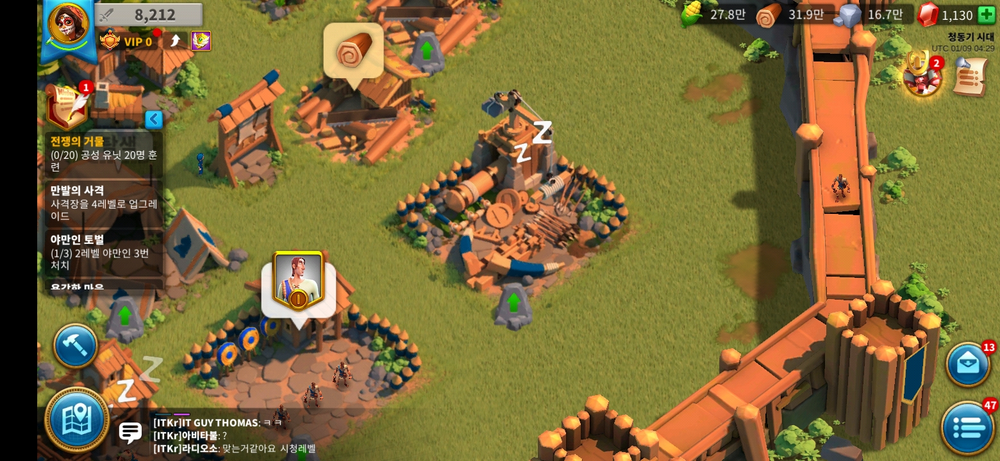 8,212
VIP 0
27.8만
31.9만
16.7만
1,130
청동기 시대
UTC 01/09 04:29
2
1
전쟁의 거물
(0/20) 공성 유닛 20명 훈
련
만발의 사격
사격장을 4레벨로 업그레
이드
야만인 토벌
(1/3) 2레벨 야만인 3번
처치
용감한 마음
Z
Z
Z
Z
13
47
[ITKr]IT GUY THOMAS: ㅋ ㅋ
[ITKr]아비타불: ?
[ITKr]라디오소: 맞는거같아요 시청레벨